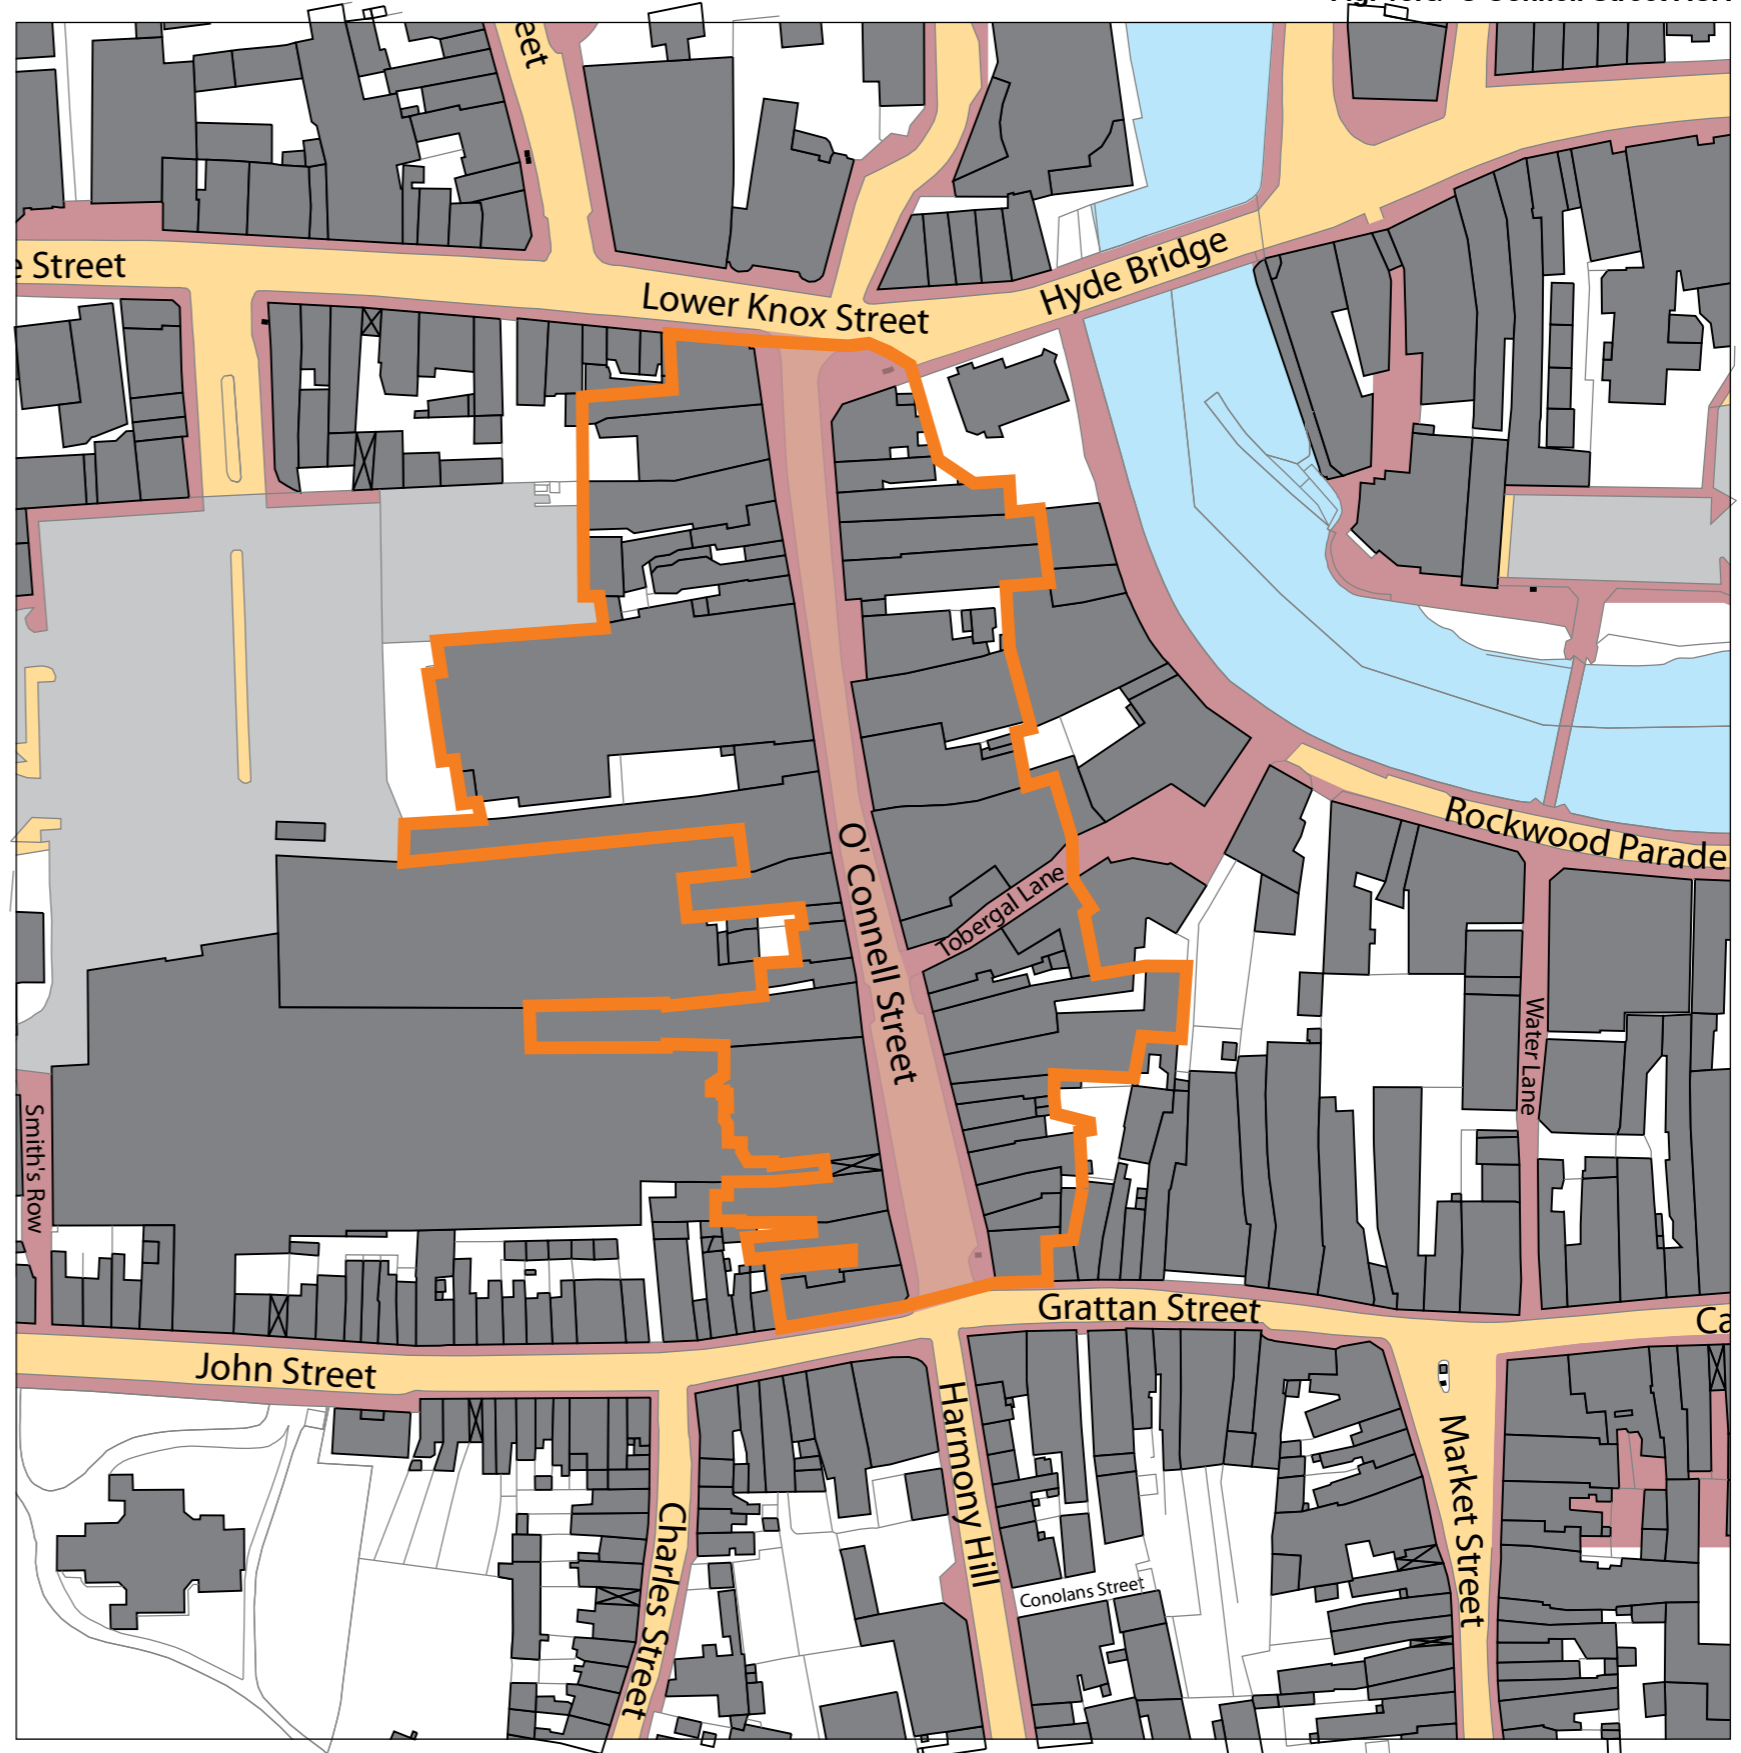 e Street
Lower Knox Street
Hyde Bridge
O' Connell Street
Tobergal Lane
Rockwood Parade
Water Lane
Smith's Row
Grattan Street
John Street
Harmony Hill
Market Street
Charles Street
Conolans Street